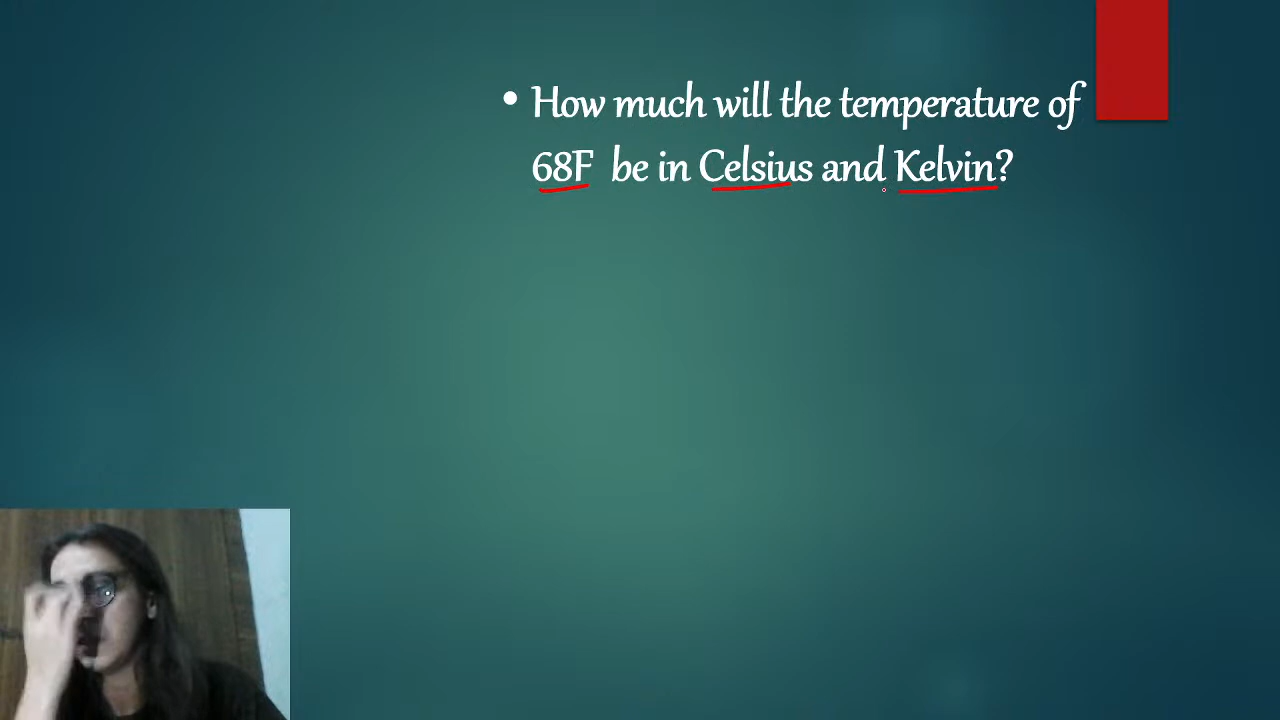 • How much will the temperature of
68F be in Celsius and Kelvin?